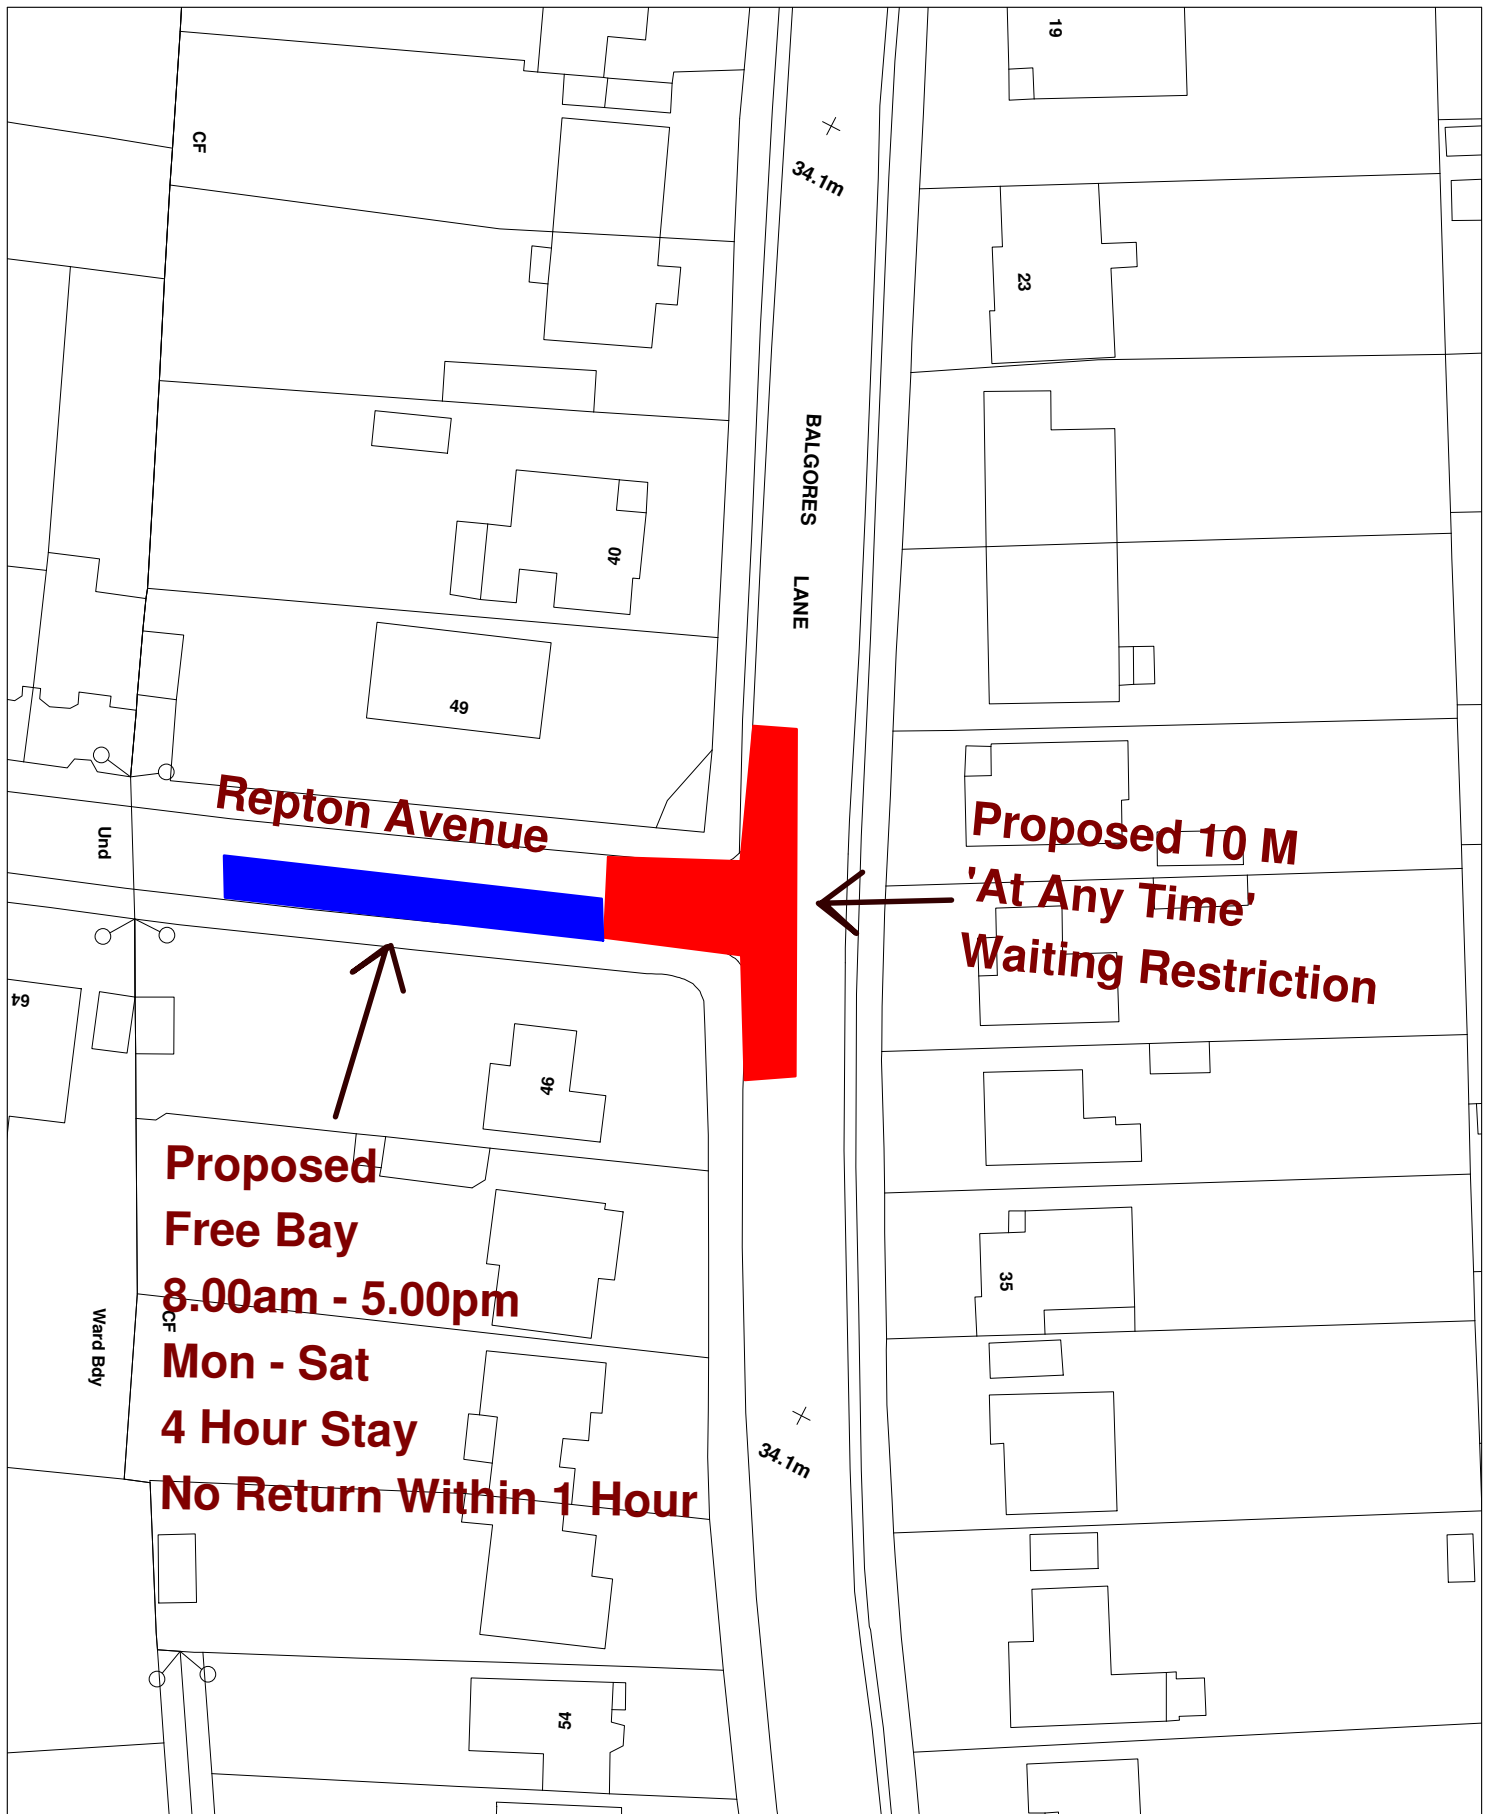 19
CF
34.1m
23
BALGORES
LANE
40
49
Repton Avenue
Und
Proposed 10 M
'At Any Time'
Waiting Restriction
64
46
Proposed
Free Bay
8.00am - 5.00pm
Mon - Sat
4 Hour Stay
No Return Within 1 Hour
35
CF
Ward Bdy
34.1m
54